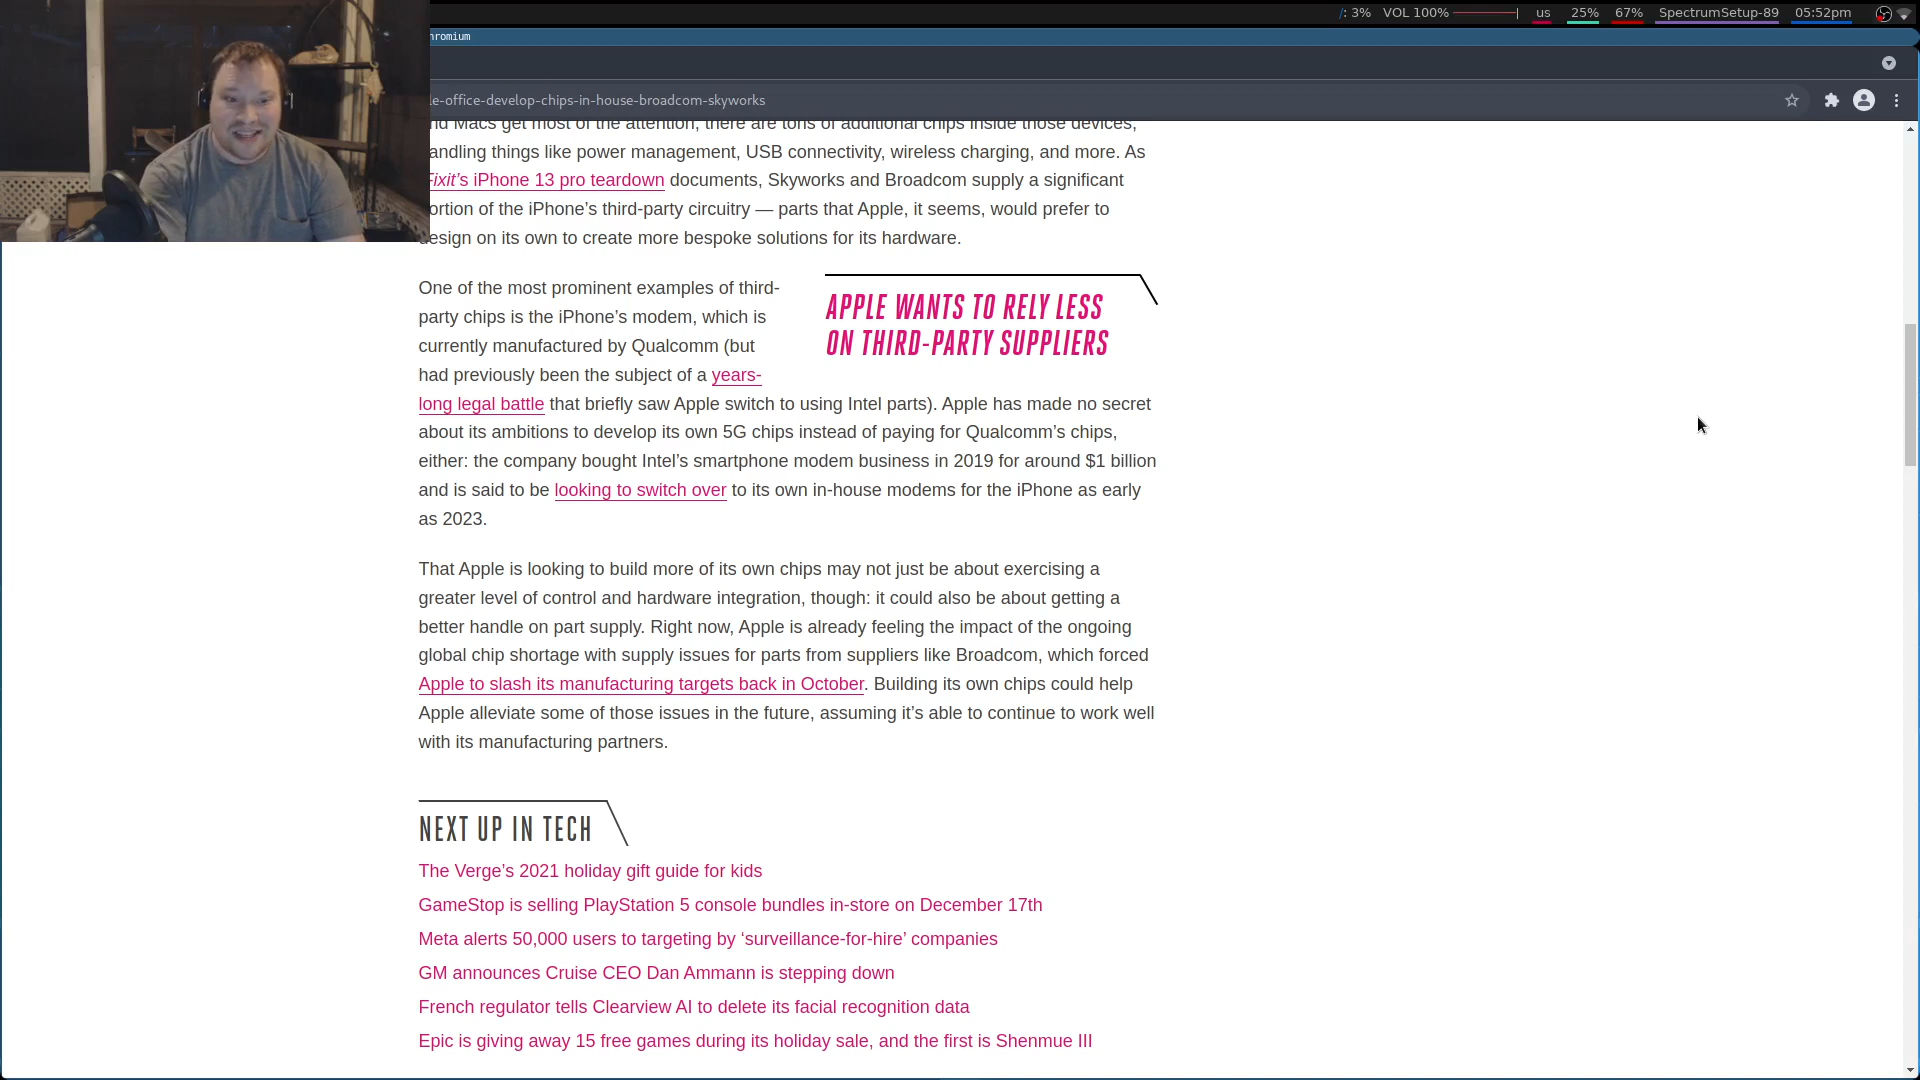 /: 3% VOL 100% us 25% 67% SpectrumSetup-89 05:52pm
hromium
le-office-develop-chips-in-house-broadcom-skyworks
nd Macs get most of the attention, there are tons of additional chips inside those devices,
andling things like power management, USB connectivity, wireless charging, and more. As
Fixit’s iPhone 13 pro teardown documents, Skyworks and Broadcom supply a significant
ortion of the iPhone’s third-party circuitry — parts that Apple, it seems, would prefer to
design on its own to create more bespoke solutions for its hardware.
One of the most prominent examples of third-
party chips is the iPhone’s modem, which is
currently manufactured by Qualcomm (but
had previously been the subject of a years-
long legal battle that briefly saw Apple switch to using Intel parts). Apple has made no secret
about its ambitions to develop its own 5G chips instead of paying for Qualcomm’s chips,
either: the company bought Intel's smartphone modem business in 2019 for around $1 billion
and is said to be looking to switch over to its own in-house modems for the iPhone as early
as 2023.
APPLE WANTS TO RELY LESS
ON THIRD-PARTY SUPPLIERS
That Apple is looking to build more of its own chips may not just be about exercising a
greater level of control and hardware integration, though: it could also be about getting a
better handle on part supply. Right now, Apple is already feeling the impact of the ongoing
global chip shortage with supply issues for parts from suppliers like Broadcom, which forced
Apple to slash its manufacturing targets back in October. Building its own chips could help
Apple alleviate some of those issues in the future, assuming it’s able to continue to work well
with its manufacturing partners.
NEXT UP IN TECH
The Verge’s 2021 holiday gift guide for kids
GameStop is selling PlayStation 5 console bundles in-store on December 17th
Meta alerts 50,000 users to targeting by ‘surveillance-for-hire’ companies
GM announces Cruise CEO Dan Ammann is stepping down
French regulator tells Clearview AI to delete its facial recognition data
Epic is giving away 15 free games during its holiday sale, and the first is Shenmue III